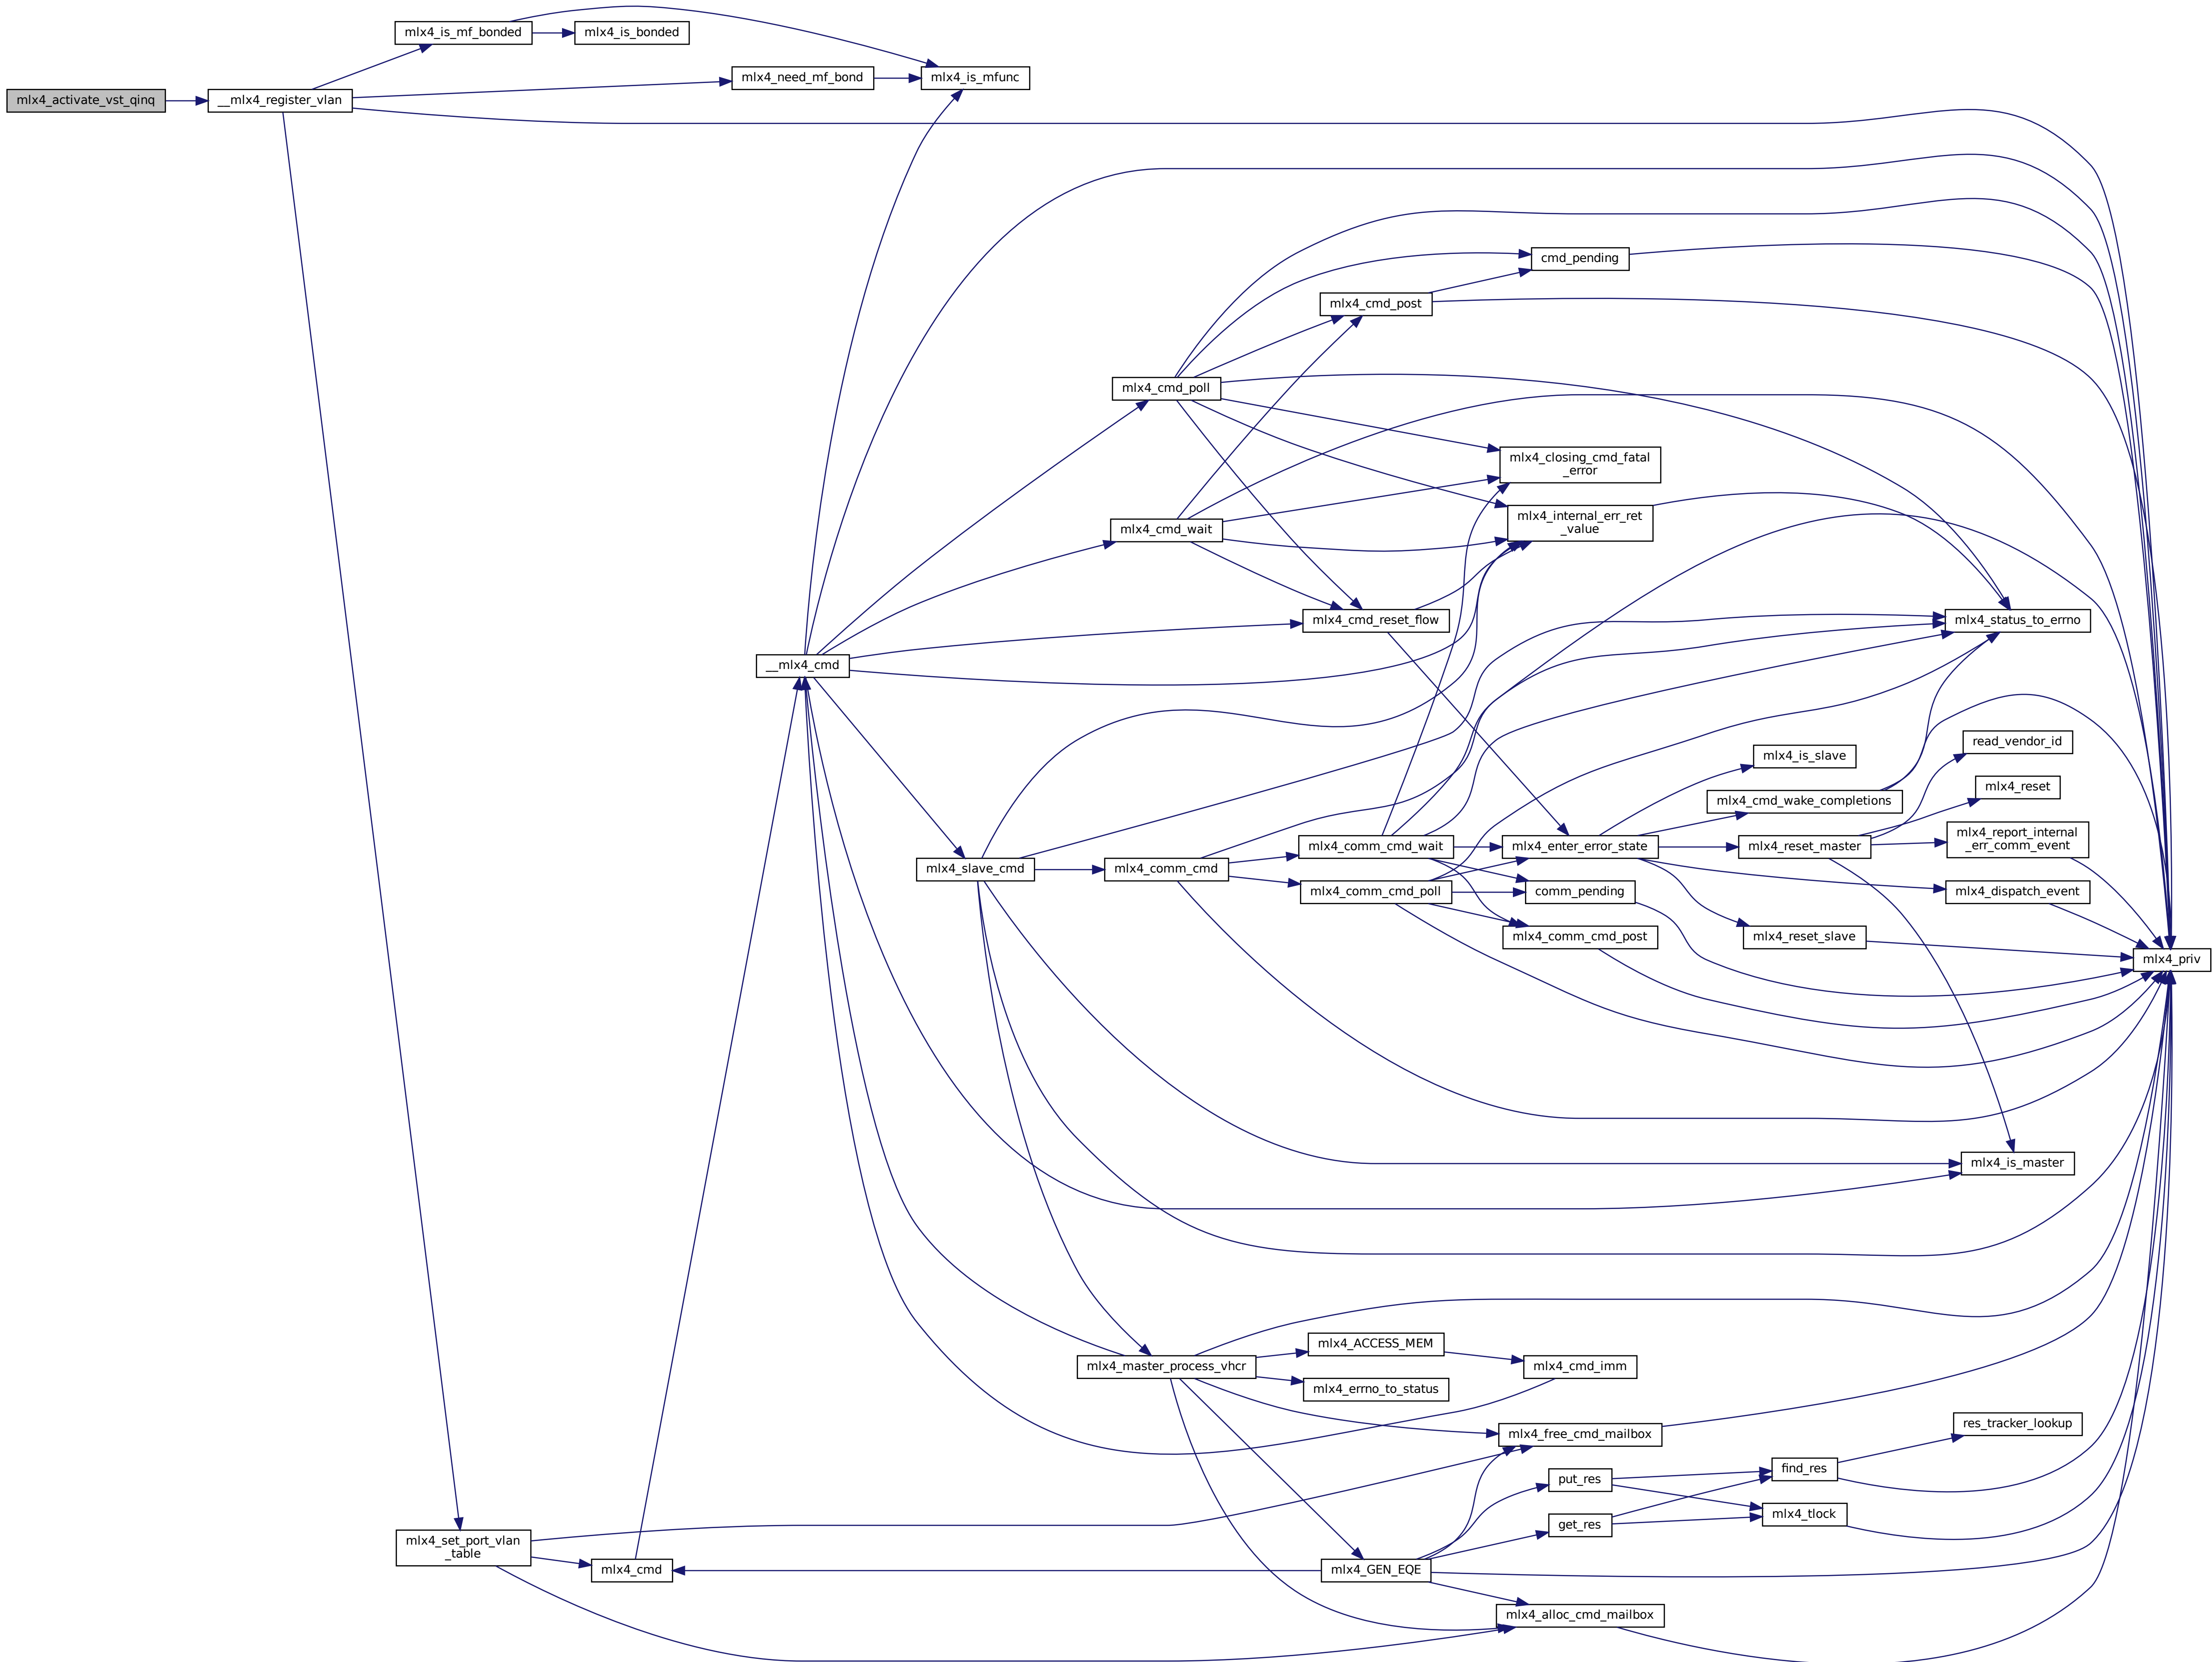 mlx4_is_mf_bonded
mlx4_is_bonded
mlx4_need_mf_bond
mlx4_is_mfunc
mlx4_activate_vst_qinq
__mlx4_register_vlan
cmd_pending
mlx4_cmd_post
mlx4_cmd_poll
mlx4_closing_cmd_fatal
_error
mlx4_cmd_wait
mlx4_internal_err_ret
_value
mlx4_cmd_reset_flow
mlx4_status_to_errno
__mlx4_cmd
read_vendor_id
mlx4_is_slave
mlx4_reset
mlx4_cmd_wake_completions
mlx4_report_internal
_err_comm_event
mlx4_comm_cmd_wait
mlx4_enter_error_state
mlx4_reset_master
mlx4_slave_cmd
mlx4_comm_cmd
mlx4_comm_cmd_poll
comm_pending
mlx4_dispatch_event
mlx4_comm_cmd_post
mlx4_reset_slave
mlx4_priv
mlx4_is_master
mlx4_ACCESS_MEM
mlx4_master_process_vhcr
mlx4_cmd_imm
mlx4_errno_to_status
res_tracker_lookup
mlx4_free_cmd_mailbox
find_res
put_res
mlx4_tlock
get_res
mlx4_set_port_vlan
_table
mlx4_cmd
mlx4_GEN_EQE
mlx4_alloc_cmd_mailbox